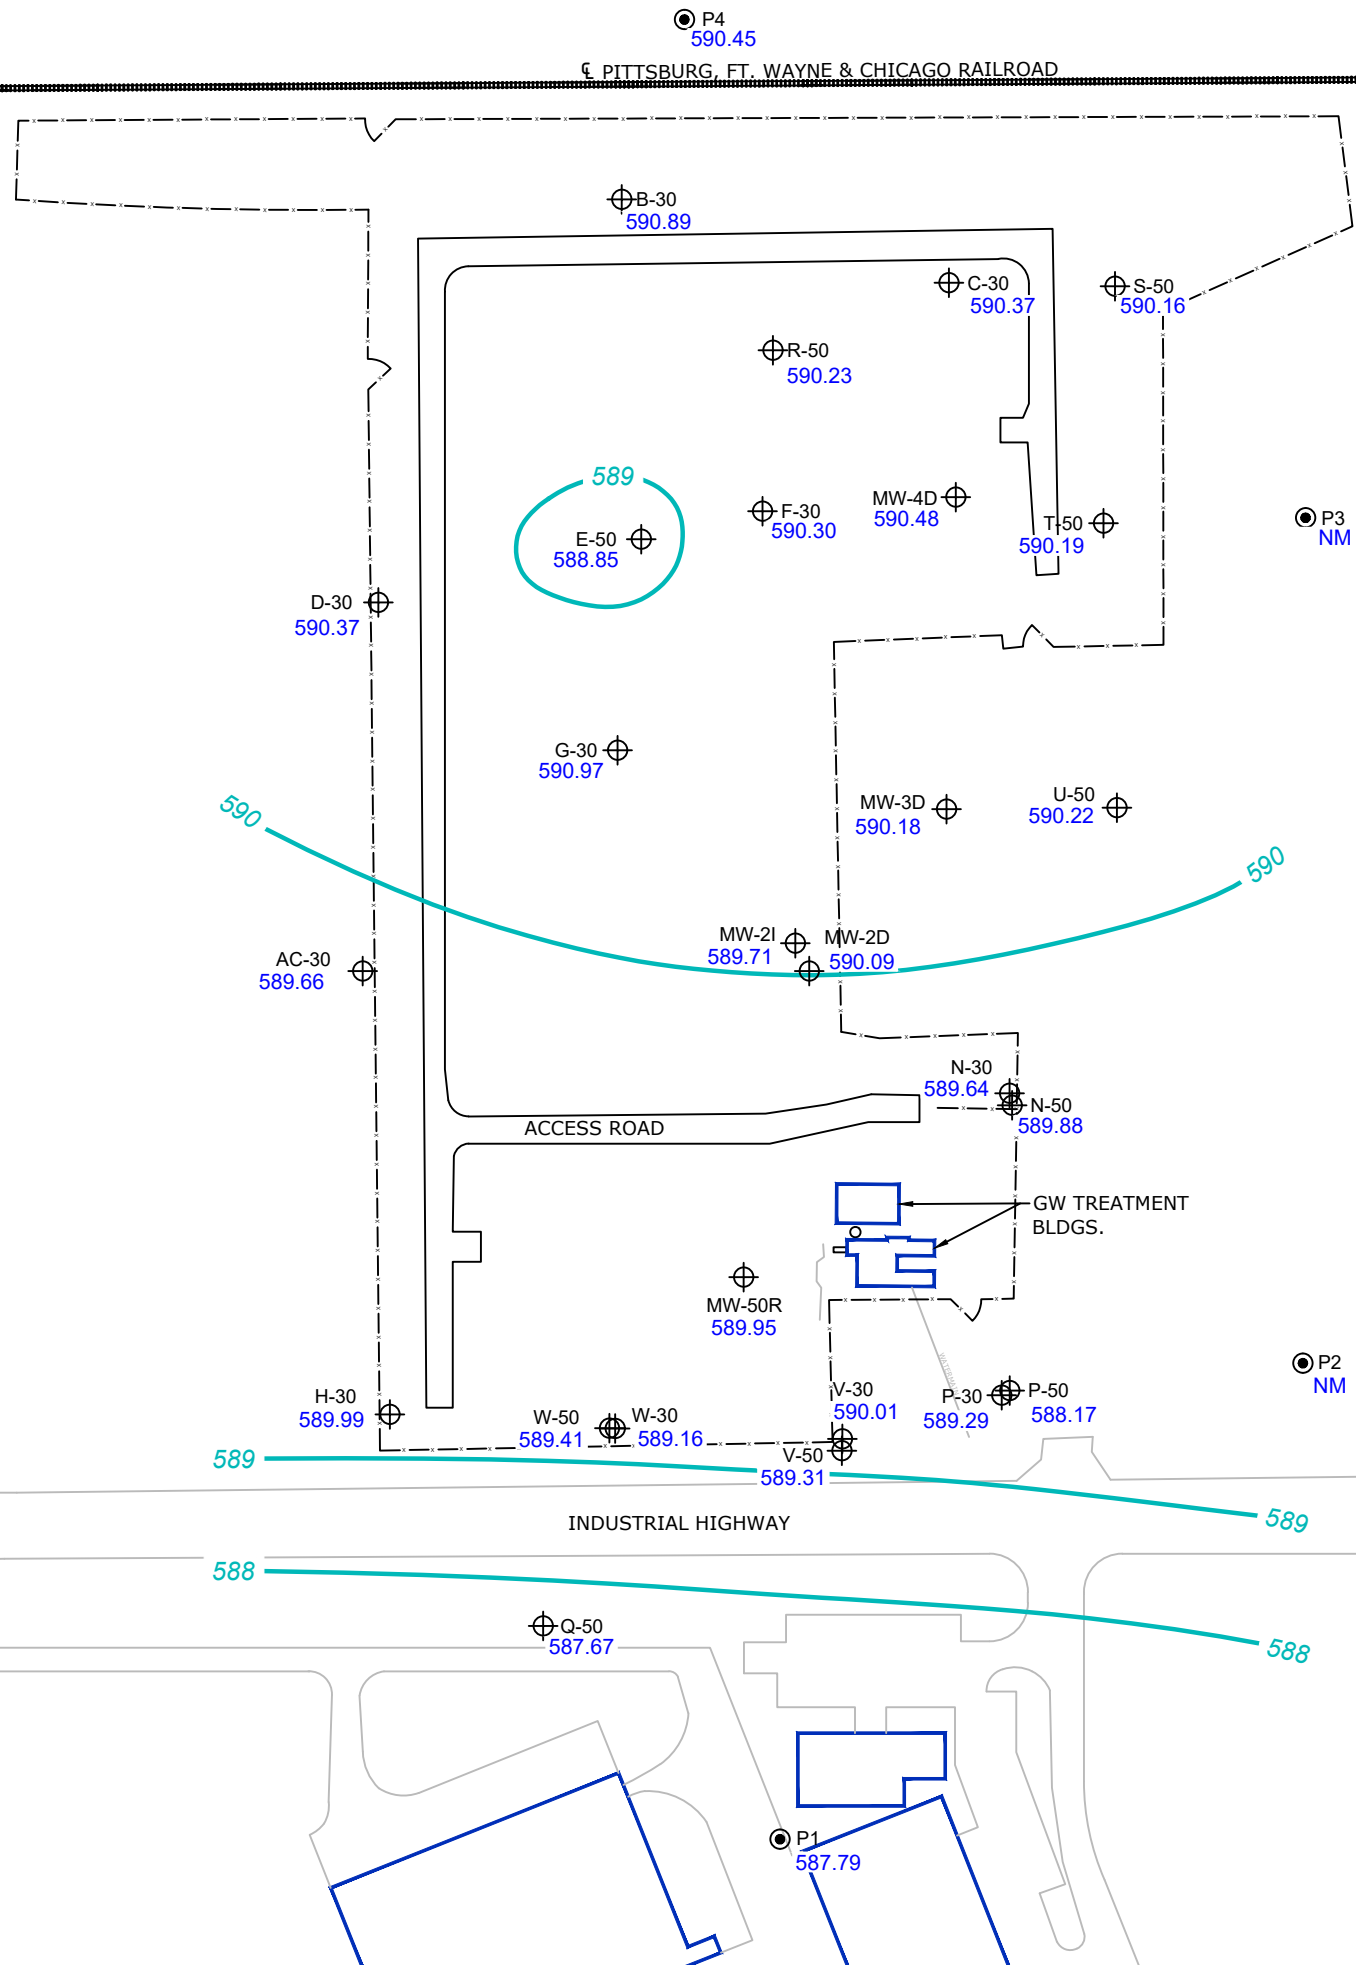 P4
590.45
℄ PITTSBURG, FT. WAYNE & CHICAGO RAILROAD
B-30
590.89
C-30
590.37
S-50
590.16
R-50
590.23
589
E-50
588.85
F-30
590.30
MW-4D
590.48
T-50
590.19
P3
NM
D-30
590.37
G-30
590.97
MW-3D
590.18
U-50
590.22
590
590
MW-2I
589.71
MW-2D
590.09
AC-30
589.66
N-30
589.64
N-50
589.88
ACCESS ROAD
GW TREATMENT
BLDGS.
MW-50R
589.95
WATERMAIN
P2
NM
H-30
589.99
W-50
589.41
W-30
589.16
V-30
590.01
V-50
589.31
P-30
589.29
P-50
588.17
589
589
INDUSTRIAL HIGHWAY
588
588
Q-50
587.67
P1
587.79